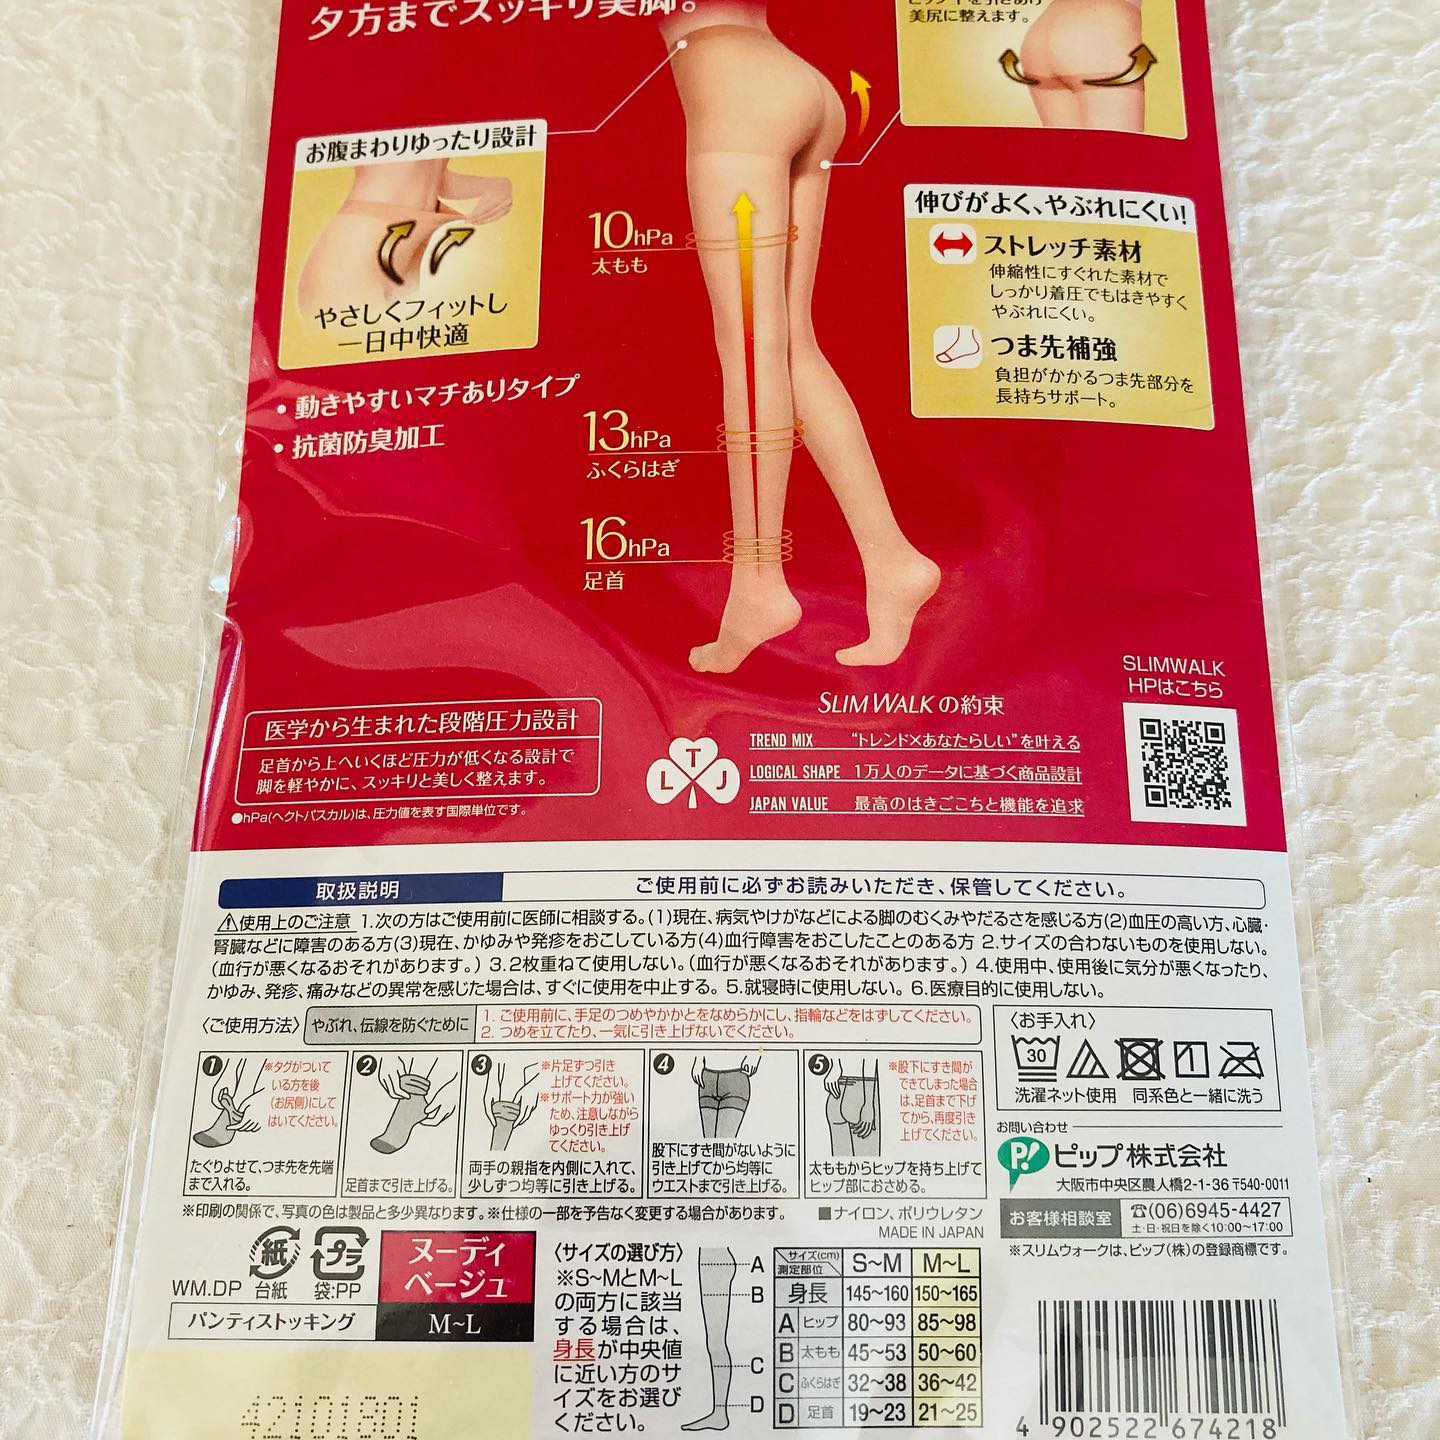 夕方までスッキリ美脚。
美尻に整えます。
お腹まわりゆったり設計
やさしくフィットし
一日中快適
・動きやすいマチありタイプ
・抗菌防臭加工
10hPa
太もも
13hPa
ふくらはぎ
16hPa
足首
伸びがよく、やぶれにくい!
ストレッチ素材
伸縮性にすぐれた素材で
しっかり着圧でもはきやすく
やぶれにくい。
つま先補強
負担がかかるつま先部分を
長持ちサポート。
医学から生まれた段階圧力設計
足首から上へいくほど圧力が低くなる設計で
脚を軽やかに、スッキリと美しく整えます。
●hPa(ヘクトパスカル)は、圧力値を表す国際単位です。
SLIMWALKの約束
L T J
TREND MIX “トレンド×あなたらしい”を叶える
LOGICAL SHAPE 1万人のデータに基づく商品設計
JAPAN VALUE 最高のはきごこちと機能を追求
SLIMWALK
HPはこちら
取扱説明 ご使用前に必ずお読みいただき、保管してください。
⚠使用上のご注意 1.次の方はご使用前に医師に相談する。(1)現在、病気やけがなどによる脚のむくみやだるさを感じる方(2)血圧の高い方、心臓・
腎臓などに障害のある方(3)現在、かゆみや発疹をおこしている方(4)血行障害をおこしたことのある方 2.サイズの合わないものを使用しない。
(血行が悪くなるおそれがあります。) 3.2枚重ねて使用しない。(血行が悪くなるおそれがあります。) 4.使用中、使用後に気分が悪くなったり、
かゆみ、発疹、痛みなどの異常を感じた場合は、すぐに使用を中止する。 5.就寝時に使用しない。 6.医療目的に使用しない。
〈ご使用方法〉 やぶれ、伝線を防ぐために
1. ご使用前に、手足のつめやかかとをなめらかにし、指輪などをはずしてください。
2. つめを立てたり、一気に引き上げないでください。
1
※タグがついて
いる方を後
(お尻側)にして
はいてください。
たぐりよせて、つま先を先端
まで入れる。
2
足首まで引き上げる。
3
※片足ずつ引き
上げてください。
※サポート力が強い
ため、注意しながら
ゆっくり引き上げ
てください。
両手の親指を内側に入れて、
少しずつ均等に引き上げる。
4
股下にすき間がないように
引き上げてから均等に
ウエストまで引き上げる。
5
※股下にすき間が
できてしまった場合
は、足首まで下げ
てから、再度引き
上げてください。
太ももからヒップを持ち上げて
ヒップ部におさめる。
〈お手入れ〉
30 1
洗濯ネット使用 同系色と一緒に洗う
お問い合わせ
P! ピップ株式会社
大阪市中央区農人橋2-1-36 〒540-0011
お客様相談室 ☎(06)6945-4427
土・日・祝日を除く10:00〜17:00
※スリムウォークは、ピップ(株)の登録商標です。
※印刷の関係で、写真の色は製品と多少異なります。※仕様の一部を予告なく変更する場合があります。
■ナイロン、ポリウレタン
MADE IN JAPAN
WM.DP
紙
台紙
プラ
袋:PP
ヌーディ
ベージュ
パンティストッキング M〜L
42101801
〈サイズの選び方〉
※S〜MとM〜L
の両方に該当
する場合は、
身長が中央値
に近い方のサ
イズをお選び
ください。
A
B
C
D
サイズ(cm) 測定部位 S〜M M〜L
身長 145〜160 150〜165
A ヒップ 80〜93 85〜98
B 太もも 45〜53 50〜60
C ふくらはぎ 32〜38 36〜42
D 足首 19〜23 21〜25
4 902522 674218